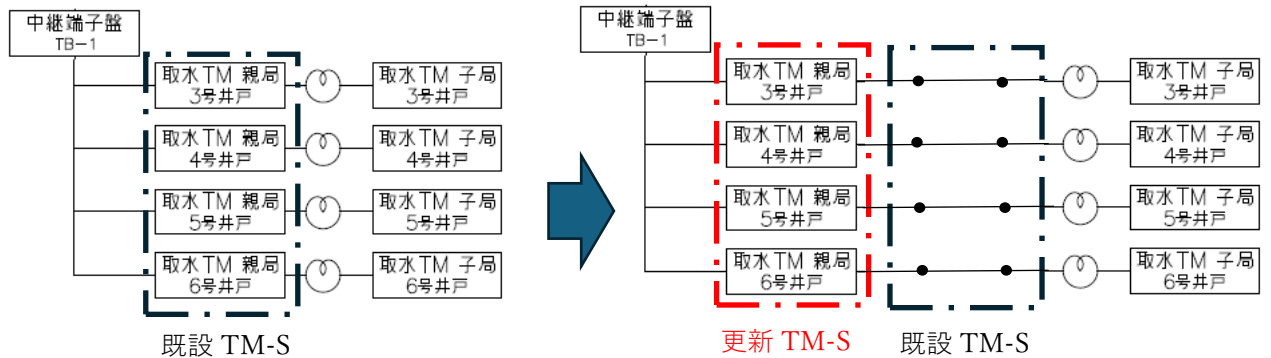 中継端子盤
TB-1
取水TM 親局
3号井戸
取水TM 子局
3号井戸
取水TM 親局
4号井戸
取水TM 子局
4号井戸
取水TM 親局
5号井戸
取水TM 子局
5号井戸
取水TM 親局
6号井戸
取水TM 子局
6号井戸
既設 TM-S
中継端子盤
TB-1
取水TM 親局
3号井戸
取水TM 子局
3号井戸
取水TM 親局
4号井戸
取水TM 子局
4号井戸
取水TM 親局
5号井戸
取水TM 子局
5号井戸
取水TM 親局
6号井戸
取水TM 子局
6号井戸
更新 TM-S
既設 TM-S